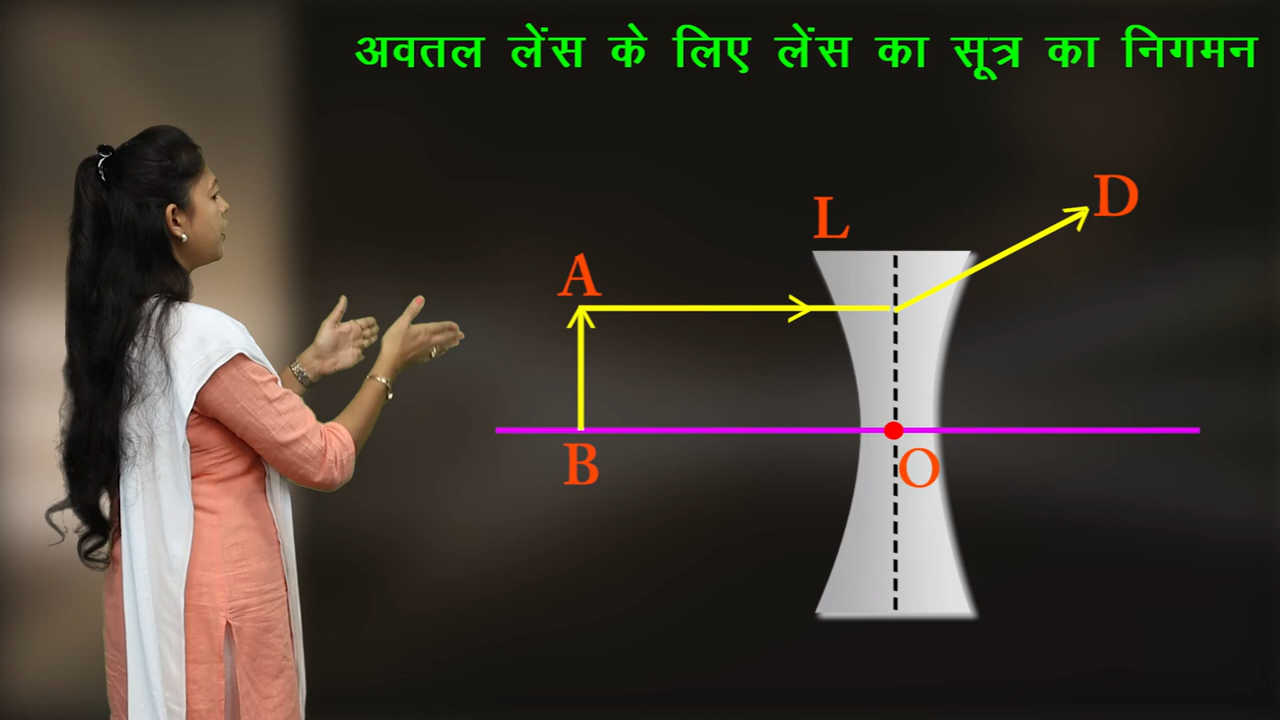 अवतल लेंस के लिए लेंस का सूत्र का निगमन
D
L
A
B
O